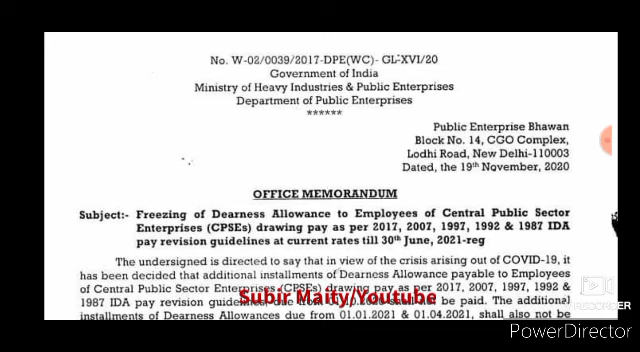 No. W-02/0039/2017-DPE(WC)- GL-XVI/20
Government of India
Ministry of Heavy Industries & Public Enterprises
Department of Public Enterprises
******
Public Enterprise Bhawan
Block No. 14, CGO Complex,
Lodhi Road, New Delhi-110003
Dated, the 19th November, 2020
OFFICE MEMORANDUM
Subject:- Freezing of Dearness Allowance to Employees of Central Public Sector
Enterprises (CPSEs) drawing pay as per 2017, 2007, 1997, 1992 & 1987 IDA
pay revision guidelines at current rates till 30th June, 2021-reg
The undersigned is directed to say that in view of the crisis arising out of COVID-19, it
has been decided that additional installments of Dearness Allowance payable to Employees
of Central Public Sector Enterprises (CPSEs) drawing pay as per 2017, 2007, 1997, 1992 &
1987 IDA pay revision guidelines, due from be paid. The additional
Subir Maity/Youtube
installments of Dearness Allowances due from 01.01.2021 & 01.04.2021, shall also not be
RECORDER
PowerDirector